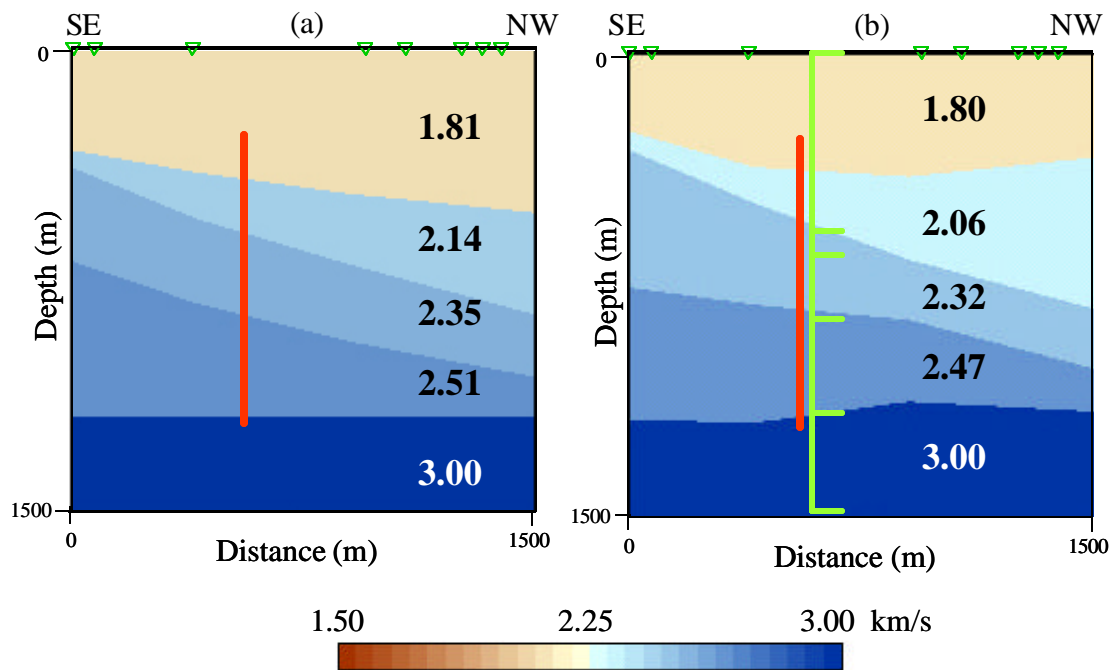 SE (a) NW
0
1.81
2.14
2.35
2.51
3.00
1500
0 1500
Depth (m)
Distance (m)
SE (b) NW
0
1.80
2.06
2.32
2.47
3.00
1500
0 1500
Depth (m)
Distance (m)
1.50 2.25 3.00 km/s